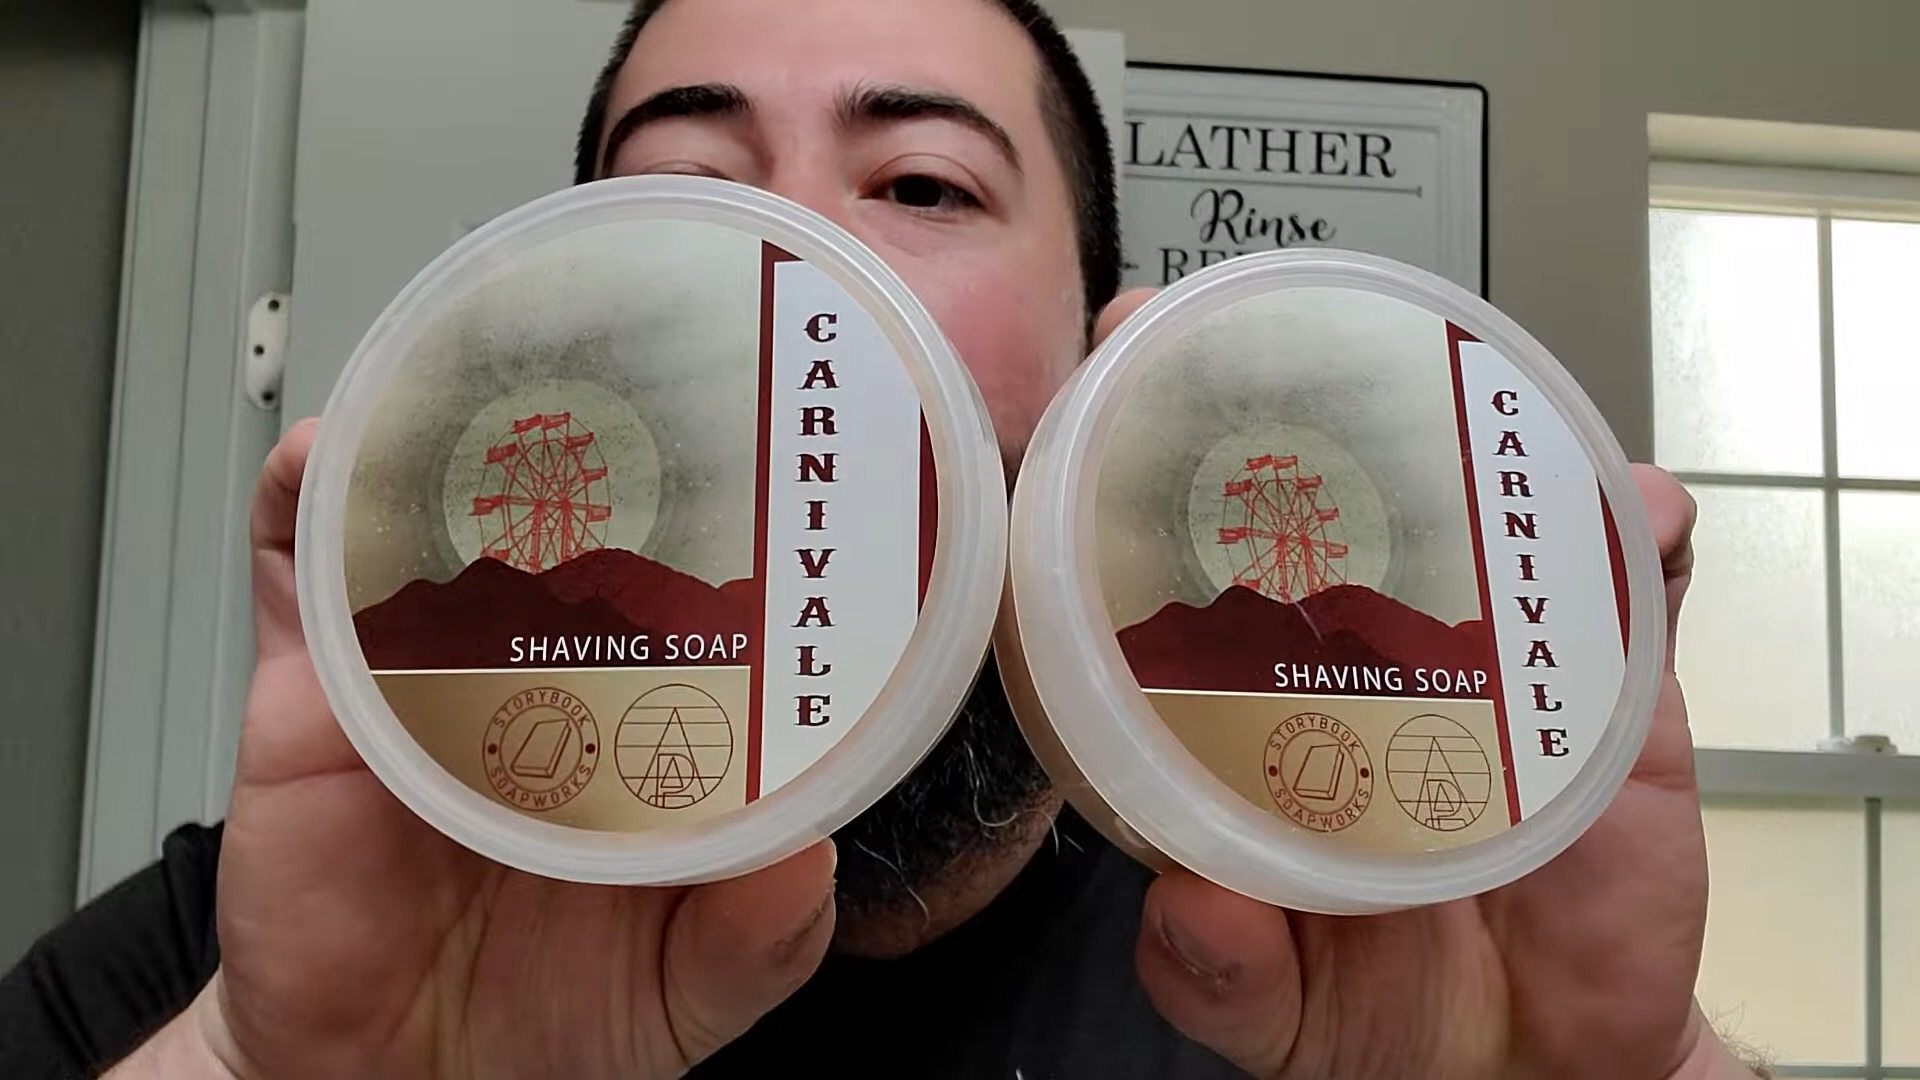 LATHER
Rinse
CARNIVALE
SHAVING SOAP
STORYBOOK
SOAPWORKS
CARNIVALE
SHAVING SOAP
STORYBOOK
SOAPWORKS